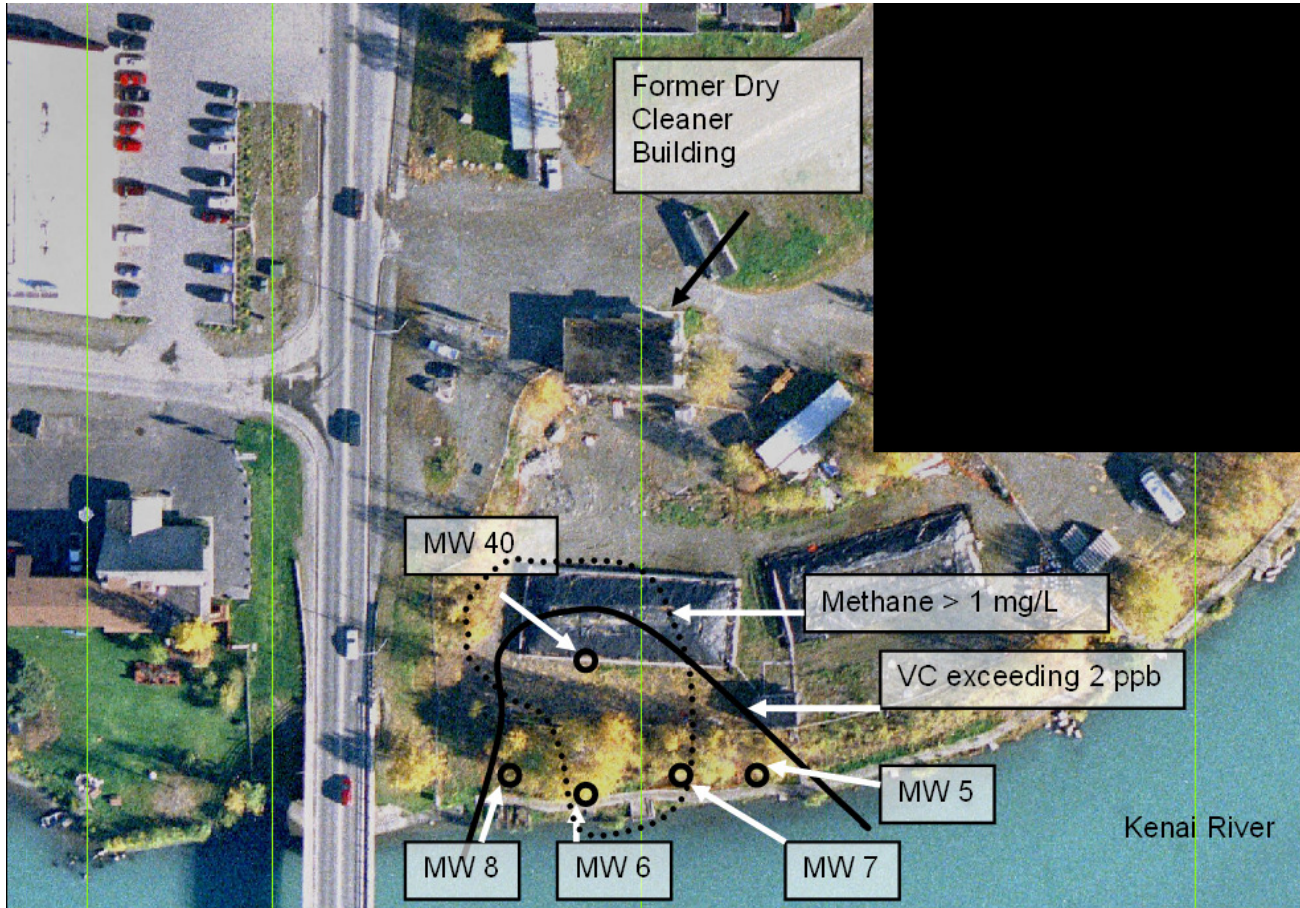 Former Dry
Cleaner
Building
MW 40
Methane > 1 mg/L
VC exceeding 2 ppb
MW 5
Kenai River
MW 8
MW 6
MW 7